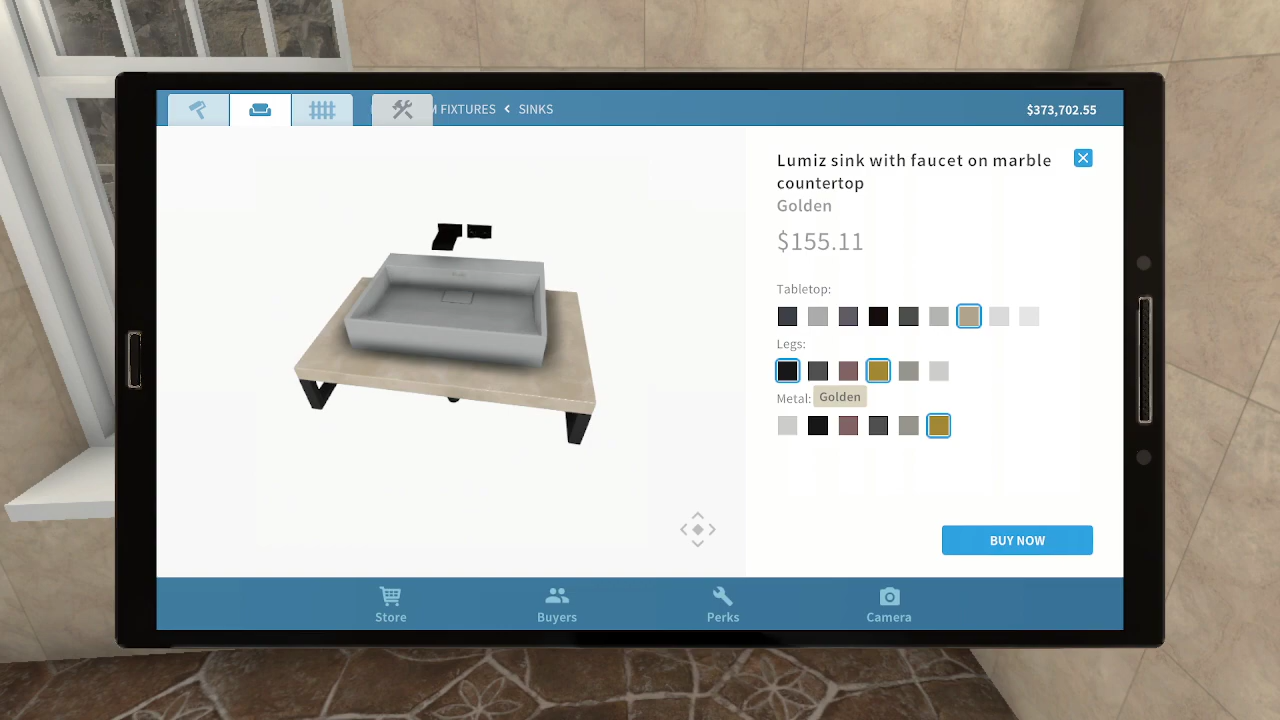 M FIXTURES < SINKS
$373,702.55
Lumiz sink with faucet on marble
countertop
Golden
$155.11
Tabletop:
Legs:
Metal:
Golden
BUY NOW
Store
Buyers
Perks
Camera